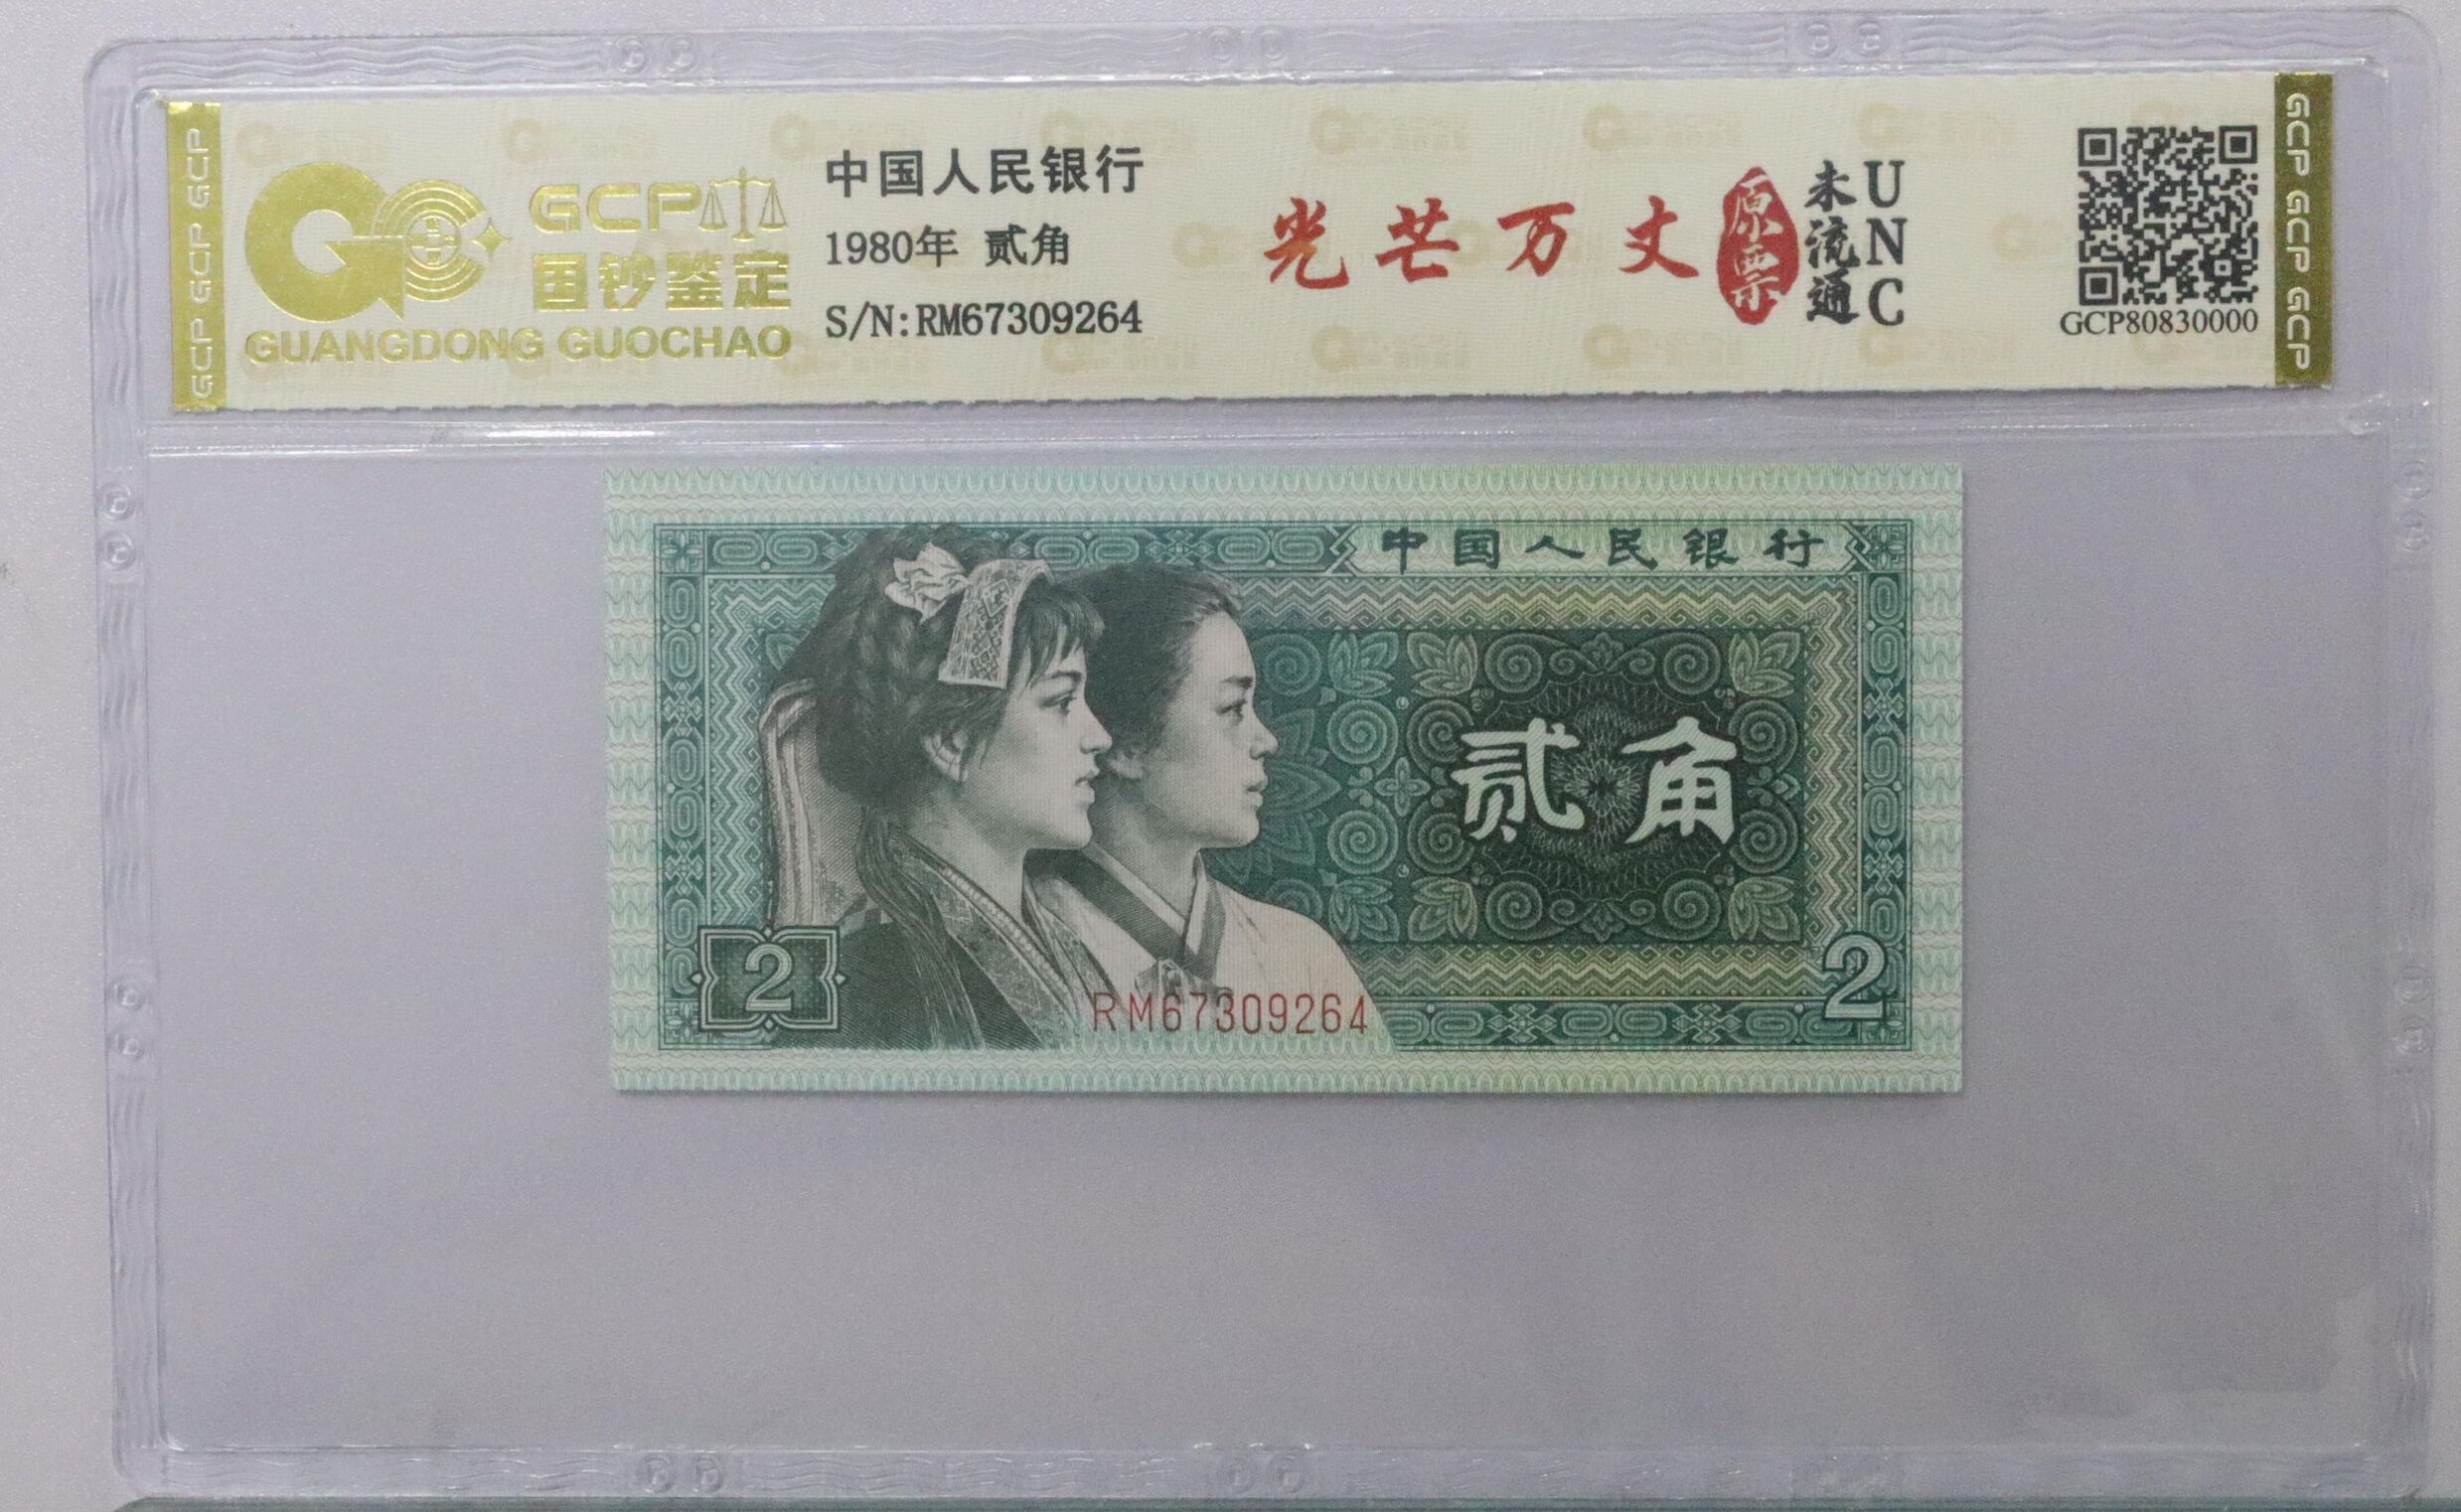 GCP GCP GCP
GCP
国钞鉴定
GUANGDONG GUOCHAO
中国人民银行
1980年 贰角
S/N:RM67309264
光芒万丈
原票
未流通
UNC
GCP80830000
GCP GCP GCP
中国人民银行
贰角
2
RM67309264
2